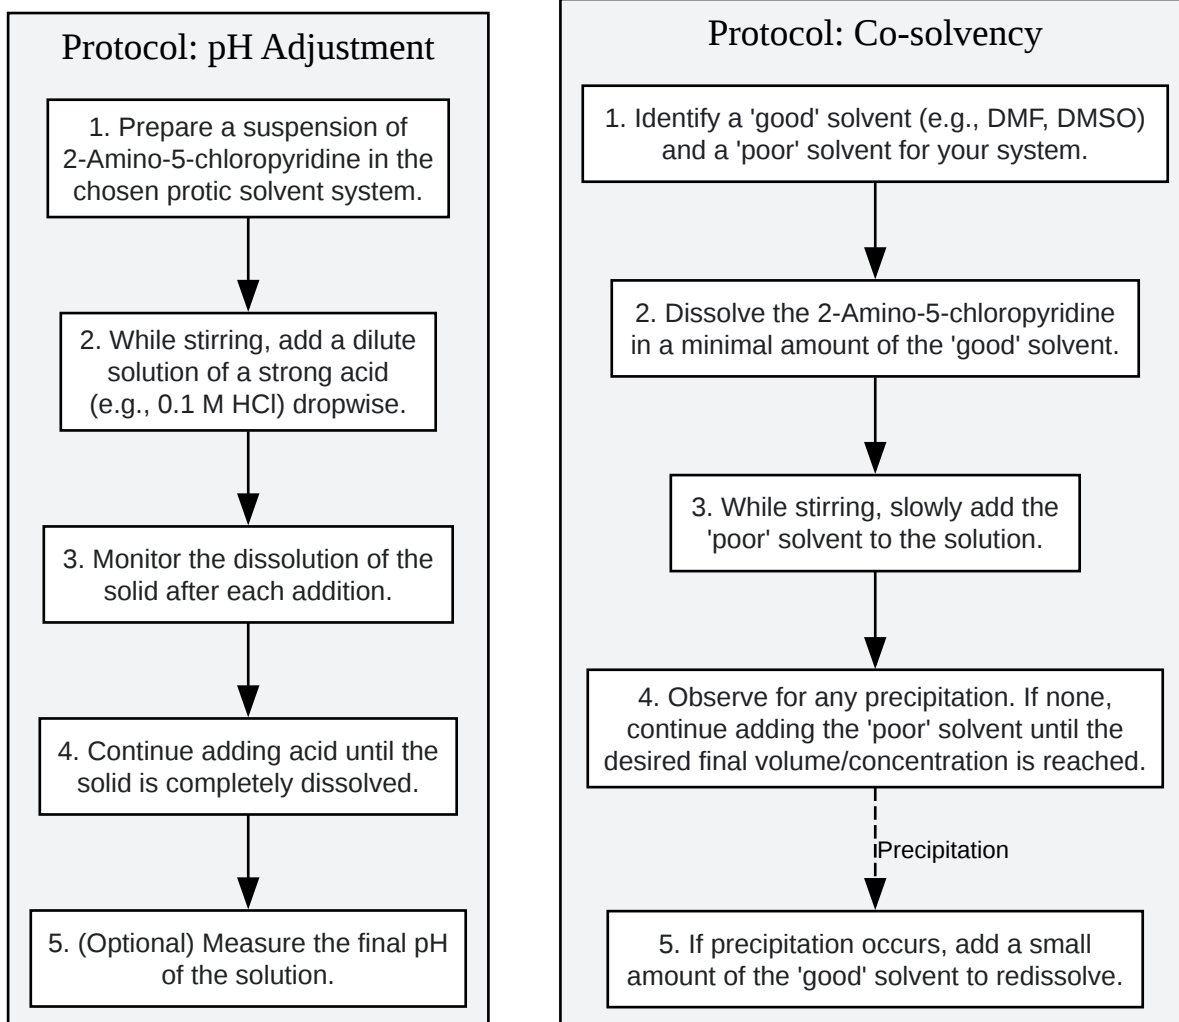 Protocol: pH Adjustment
1. Prepare a suspension of
2-Amino-5-chloropyridine in the
chosen protic solvent system.
2. While stirring, add a dilute
solution of a strong acid
(e.g., 0.1 M HCl) dropwise.
3. Monitor the dissolution of the
solid after each addition.
4. Continue adding acid until the
solid is completely dissolved.
5. (Optional) Measure the final pH
of the solution.
Protocol: Co-solvency
1. Identify a 'good' solvent (e.g., DMF, DMSO)
and a 'poor' solvent for your system.
2. Dissolve the 2-Amino-5-chloropyridine
in a minimal amount of the 'good' solvent.
3. While stirring, slowly add the
'poor' solvent to the solution.
4. Observe for any precipitation. If none,
continue adding the 'poor' solvent until the
desired final volume/concentration is reached.
Precipitation
5. If precipitation occurs, add a small
amount of the 'good' solvent to redissolve.